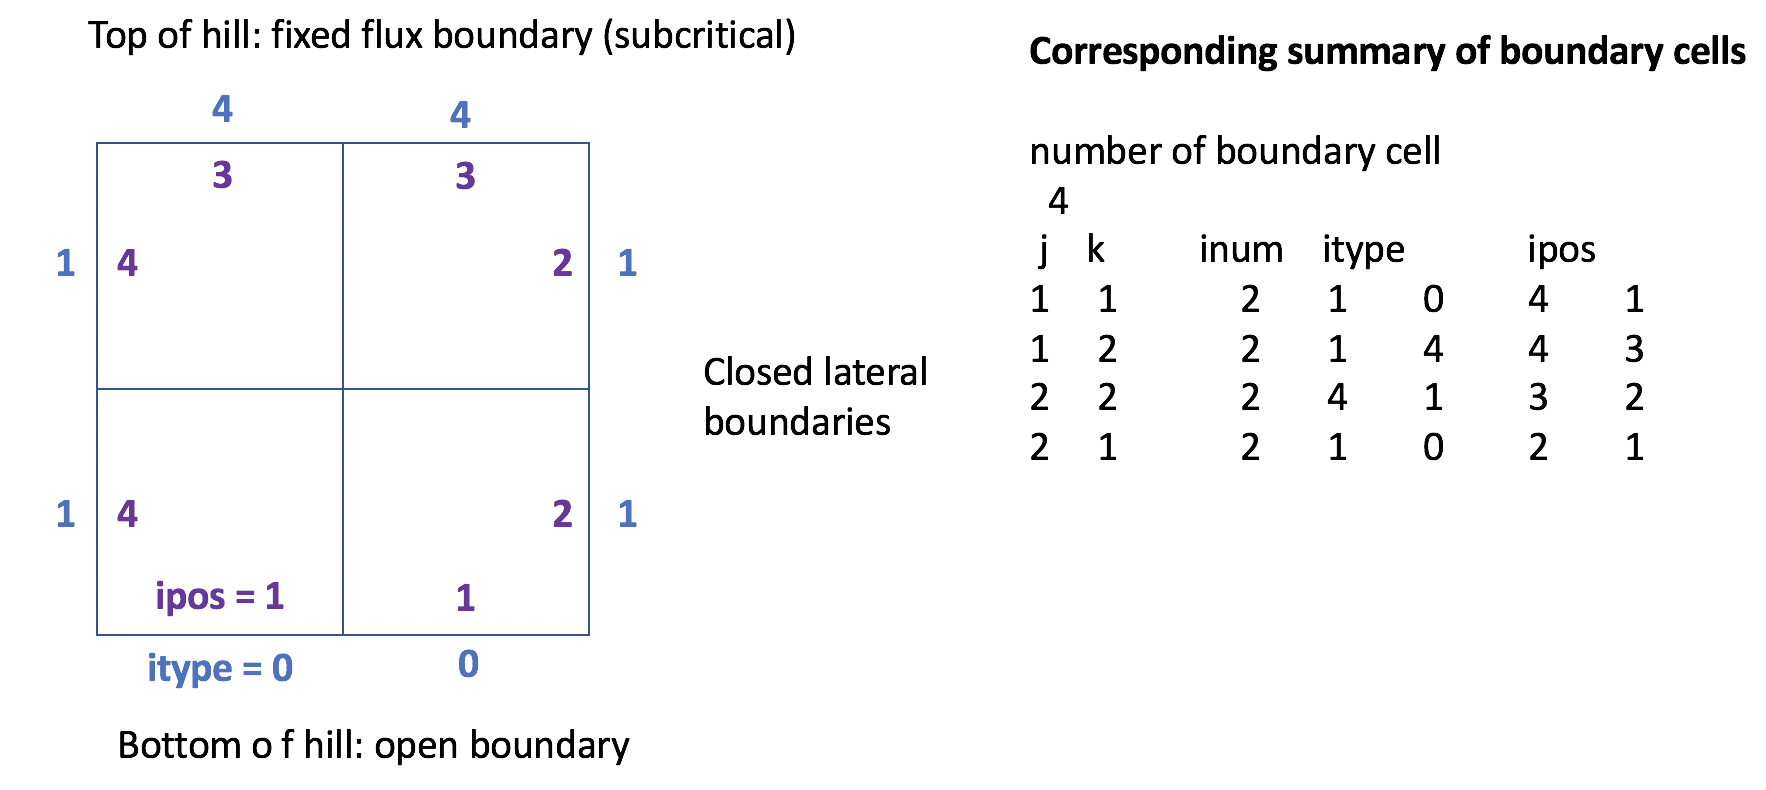 Top of hill: fixed flux boundary (subcritical)
4 4
3 3
1 4 2 1
Closed lateral
boundaries
1 4 2 1
ipos = 1 1
itype = 0 0
Bottom o f hill: open boundary
Corresponding summary of boundary cells
number of boundary cell
4
j k inum itype ipos
1 1 2 1 0 4 1
1 2 2 1 4 4 3
2 2 2 4 1 3 2
2 1 2 1 0 2 1